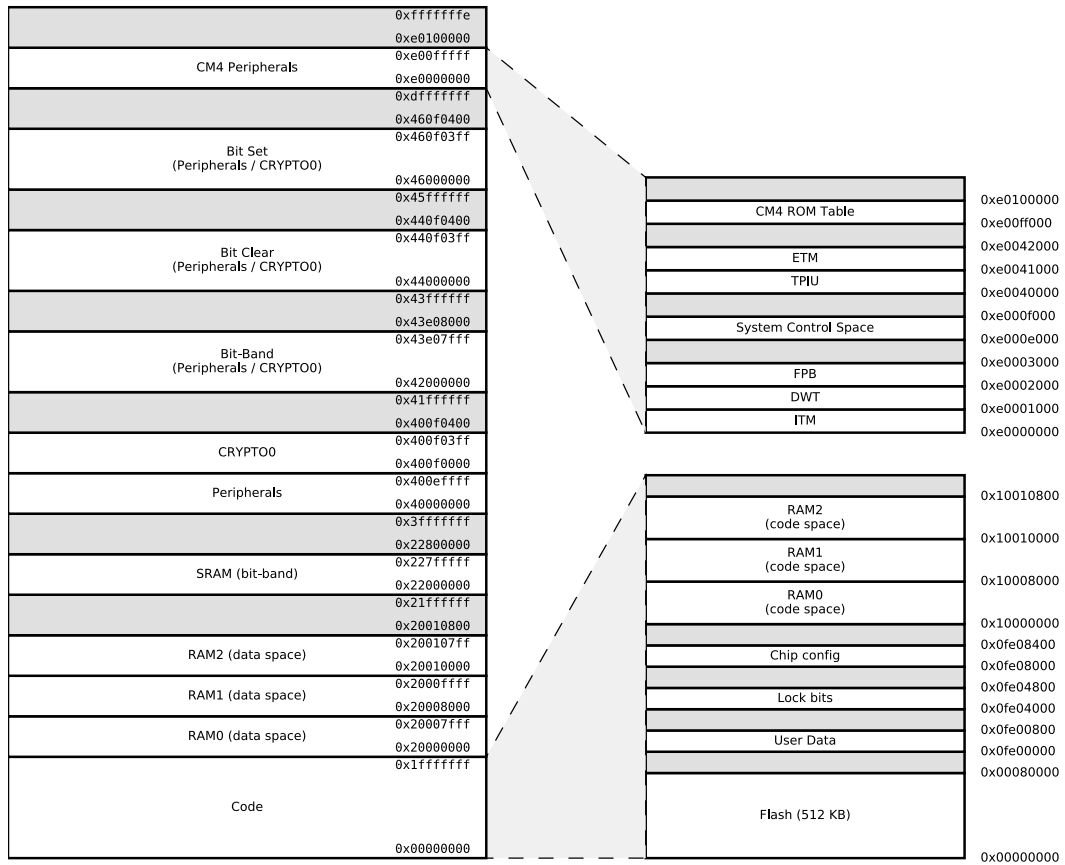 0xfffffffe
0xe0100000
CM4 Peripherals
0xe00fffff
0xe0000000
0xdfffffff
0x460f0400
0x460f03ff
Bit Set
(Peripherals / CRYPTO0)
0x46000000
0x45ffffff
0x440f0400
0x440f03ff
Bit Clear
(Peripherals / CRYPTO0)
0x44000000
0x43ffffff
0x43e08000
0x43e07fff
Bit-Band
(Peripherals / CRYPTO0)
0x42000000
0x41ffffff
0x400f0400
0x400f03ff
CRYPTO0
0x400f0000
0x400effff
Peripherals
0x40000000
0x3fffffff
0x22800000
0x227fffff
SRAM (bit-band)
0x22000000
0x21ffffff
0x20010800
0x200107ff
RAM2 (data space)
0x20010000
0x2000ffff
RAM1 (data space)
0x20008000
0x20007fff
RAM0 (data space)
0x20000000
0x1fffffff
Code
0x00000000
0xe0100000
CM4 ROM Table
0xe00ff000
0xe0042000
ETM
0xe0041000
TPIU
0xe0040000
0xe000f000
System Control Space
0xe000e000
0xe0003000
FPB
0xe0002000
DWT
0xe0001000
ITM
0xe0000000
0x10010800
RAM2
(code space)
0x10010000
RAM1
(code space)
0x10008000
RAM0
(code space)
0x10000000
0x0fe08400
Chip config
0x0fe08000
0x0fe04800
Lock bits
0x0fe04000
0x0fe00800
User Data
0x0fe00000
0x00080000
Flash (512 KB)
0x00000000